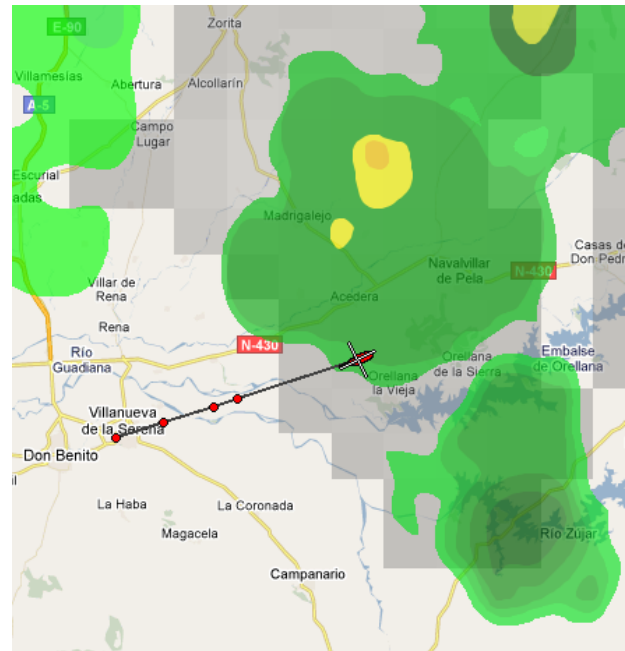 E-90
Zorita
Villamesías
Abertura
Alcollarín
A-5
Campo
Lugar
Escurial
adas
Madrigalejo
Casas de
Don Pedr
Navalvillar
de Pela
N-430
Villar de
Rena
Acedera
Rena
N-430
Río
Guadiana
Orellana
de la Sierra
Embalse
de Orellana
Orellana
la Vieja
Villanueva
de la Serena
Don Benito
al
La Haba
La Coronada
Magacela
Río Zújar
Campanario